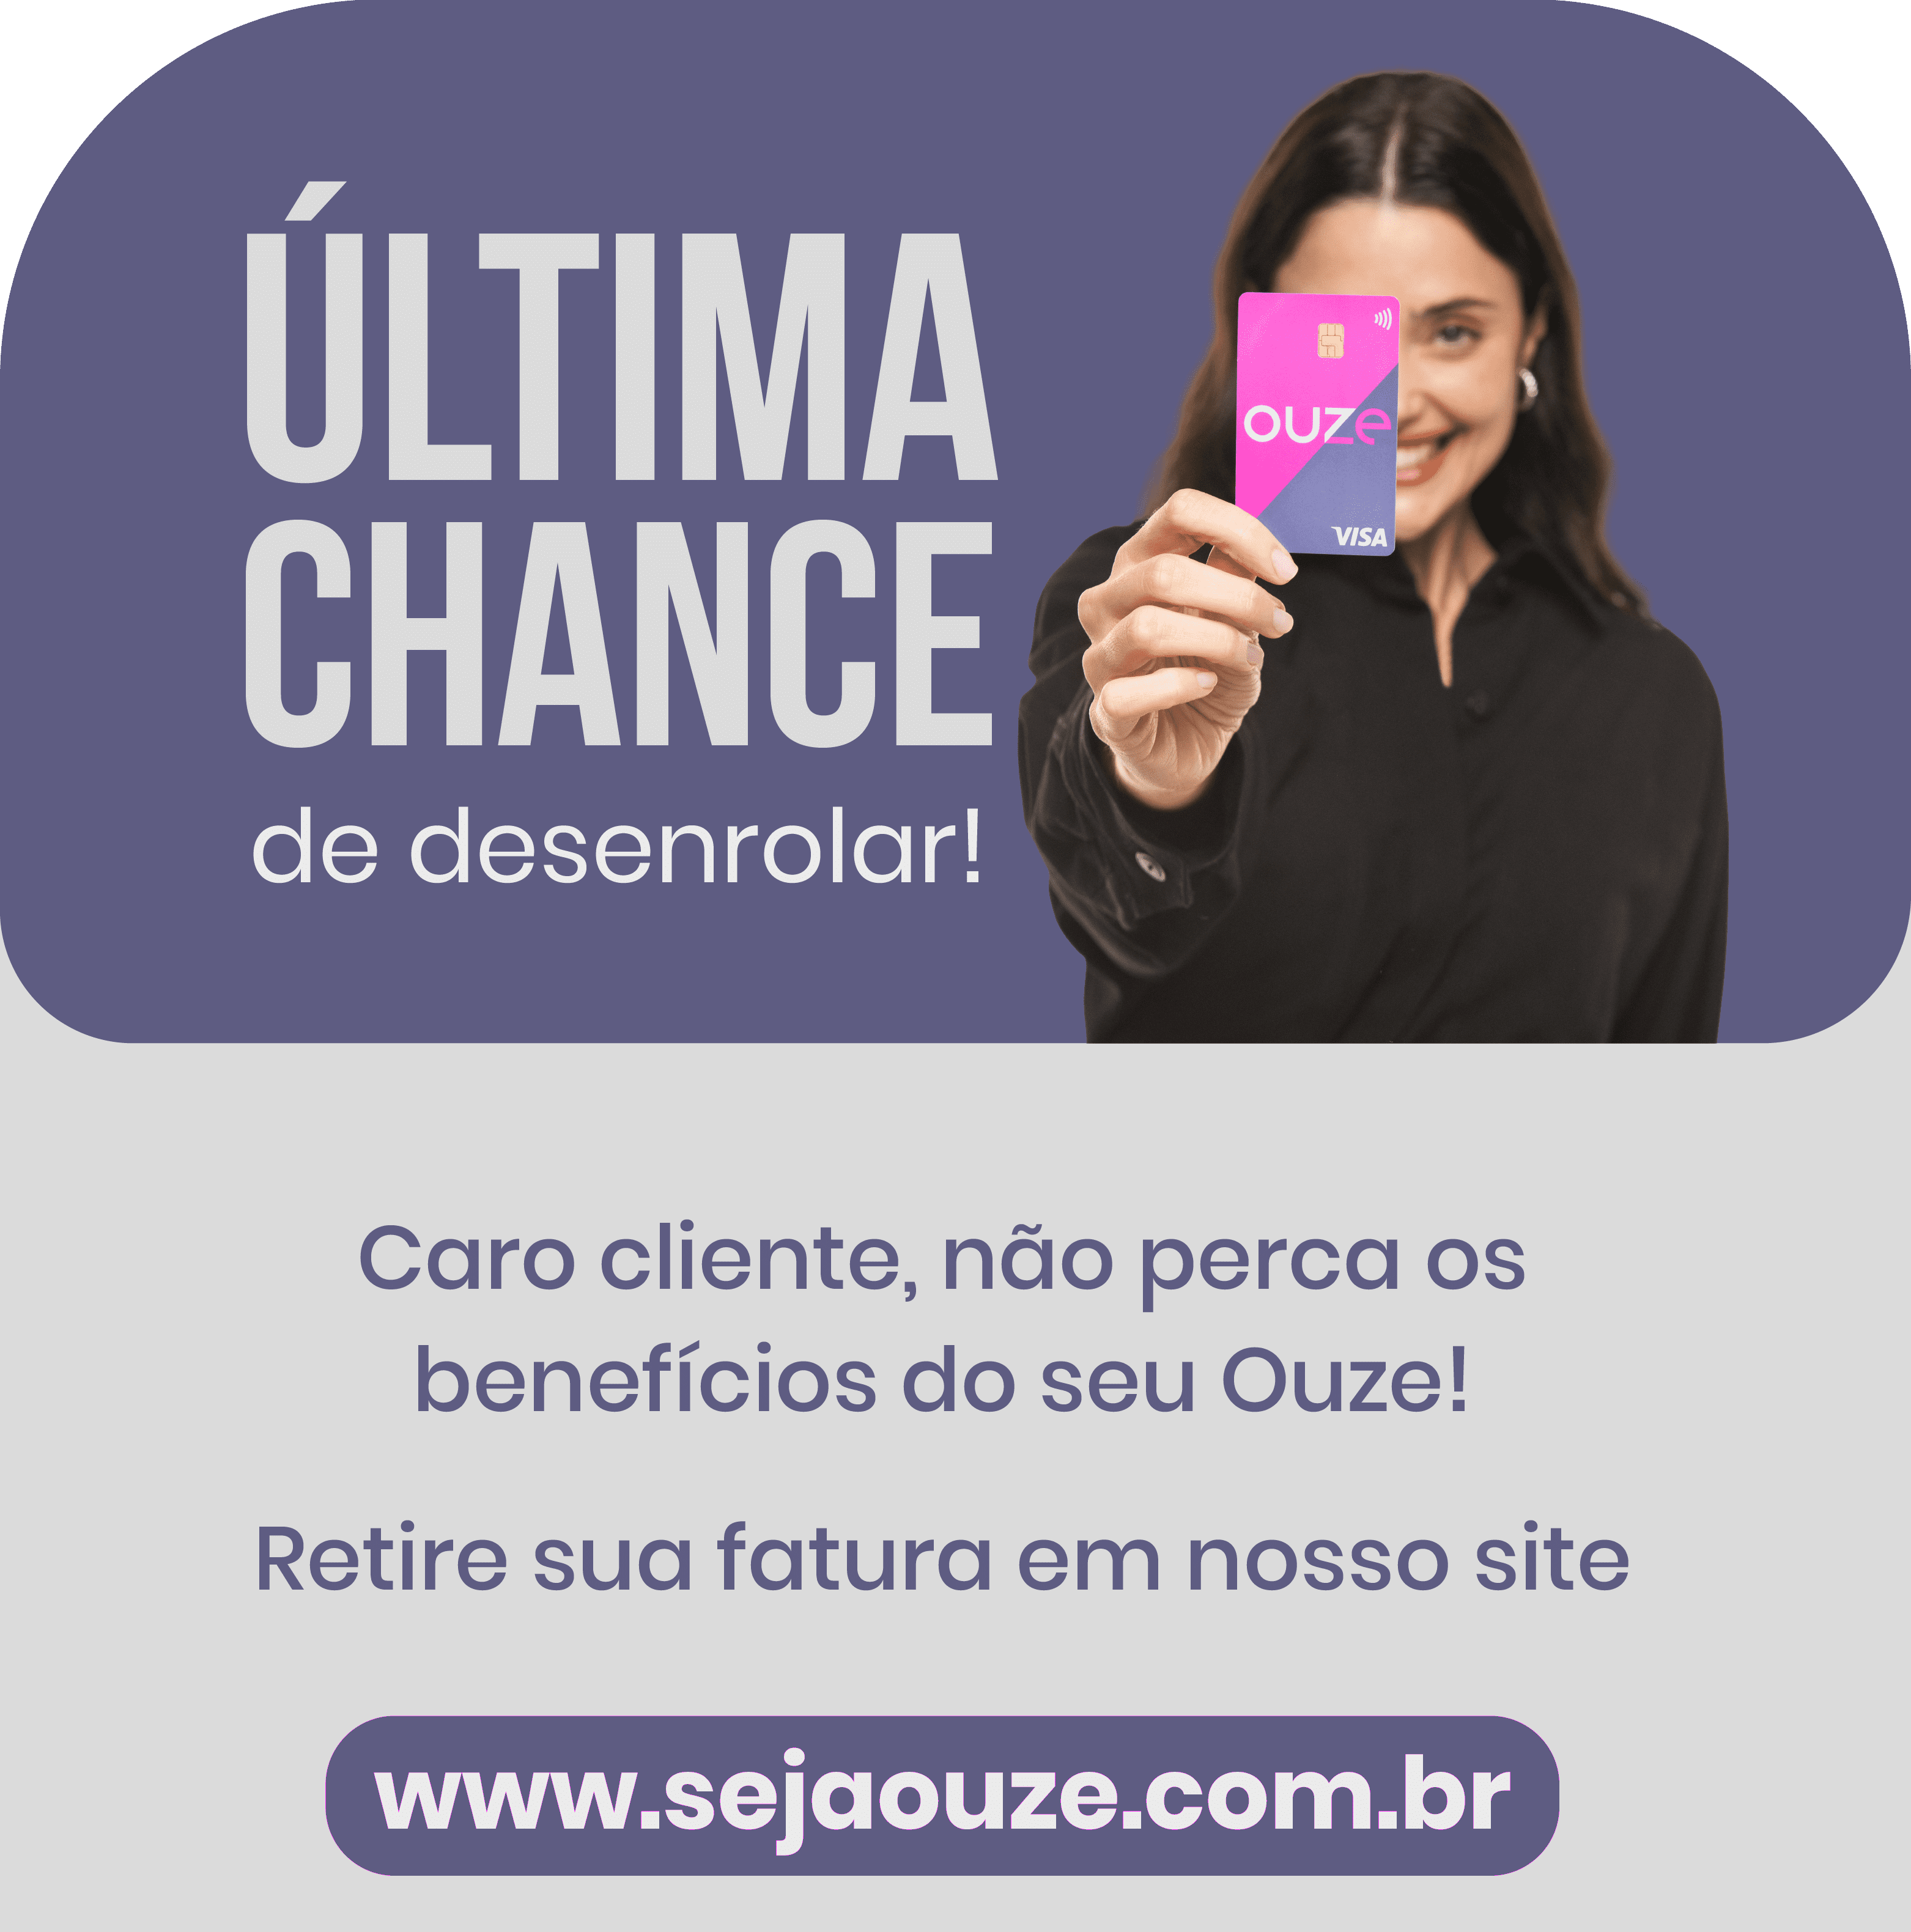 ÚLTIMA
CHANCE
de desenrolar!
ouze
VISA
Caro cliente, não perca os
benefícios do seu Ouze!
Retire sua fatura em nosso site
www.sejaouze.com.br